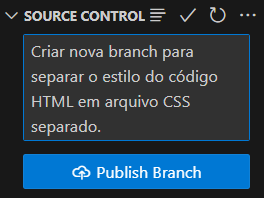 SOURCE CONTROL
Criar nova branch para
separar o estilo do código
HTML em arquivo CSS
separado.
Publish Branch